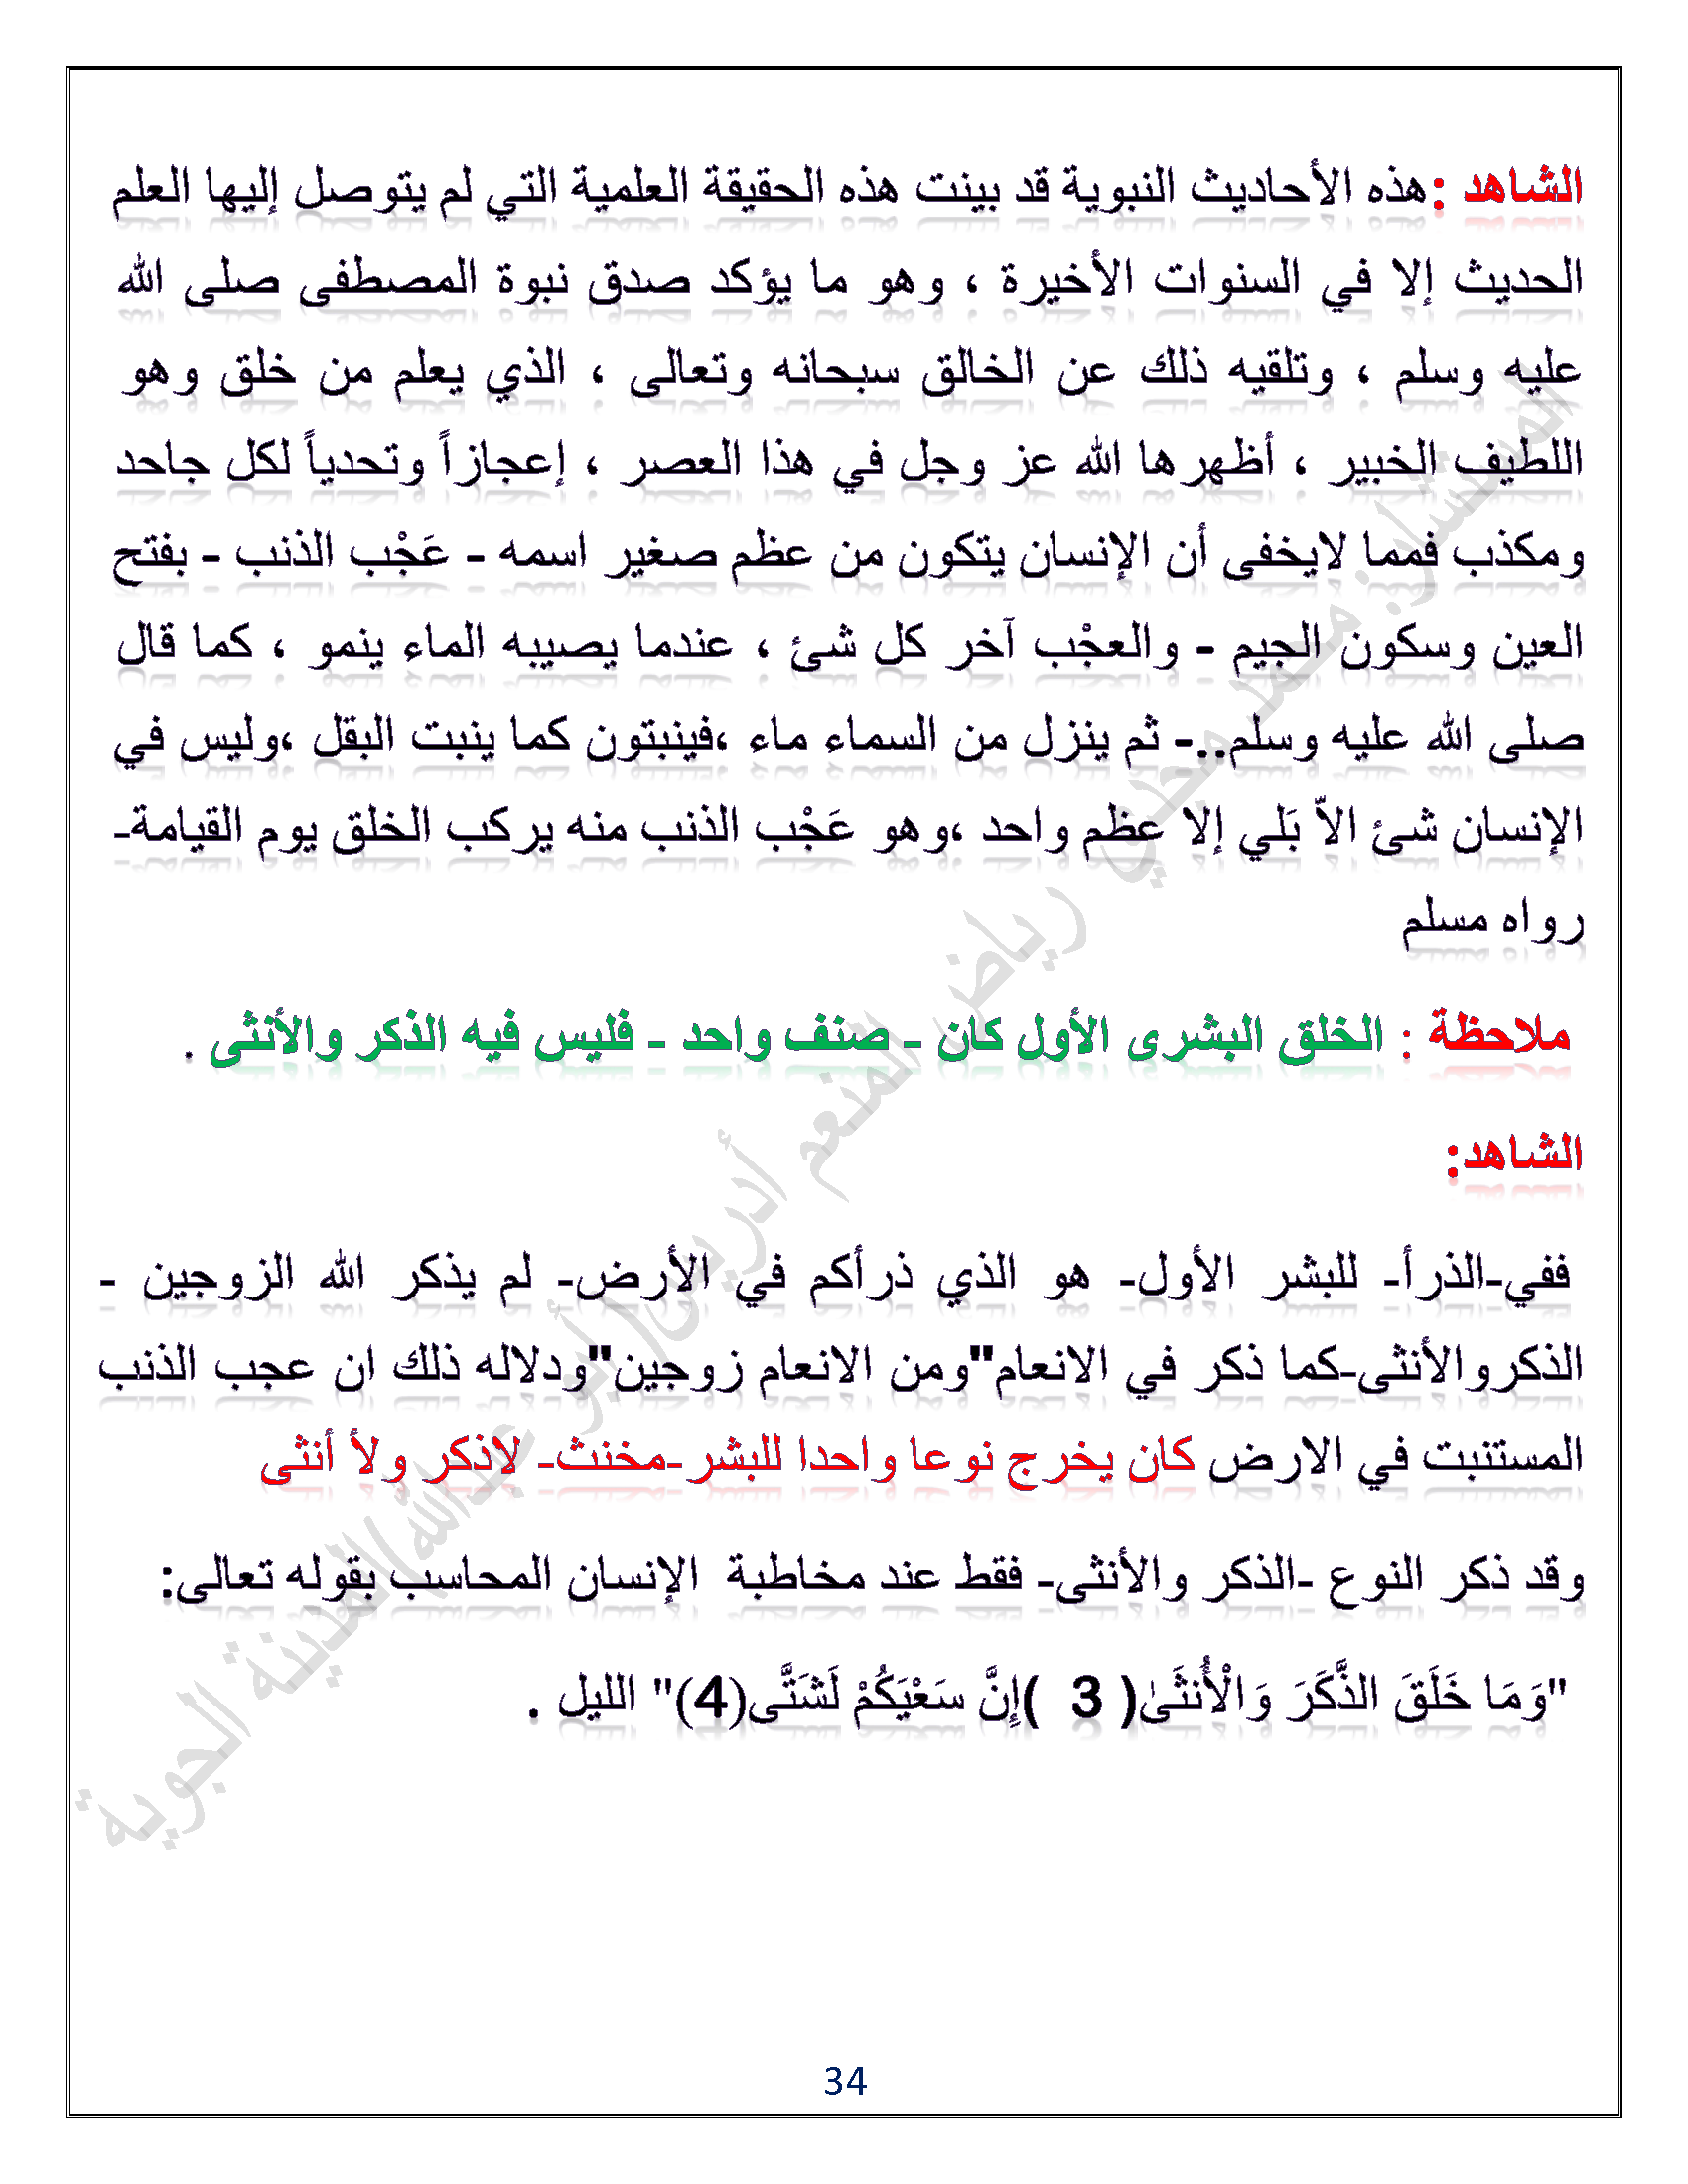 الشاهد :هذه الأحاديث النبوية قد بينت هذه الحقيقة العلمية التي لم يتوصل إليها العلم
الحديث إلا في السنوات الأخيرة ، وهو ما يؤكد صدق نبوة المصطفى صلى الله
عليه وسلم ، وتلقيه ذلك عن الخالق سبحانه وتعالى ، الذي يعلم من خلق وهو
اللطيف الخبير ، أظهرها الله عز وجل في هذا العصر ، إعجازاً وتحدياً لكل جاحد
ومكذب فمما لايخفى أن الإنسان يتكون من عظم صغير اسمه - عَجْب الذنب - بفتح
العين وسكون الجيم - والعجْب آخر كل شئ ، عندما يصيبه الماء ينمو ، كما قال
صلى الله عليه وسلم..- ثم ينزل من السماء ماء ،فينبتون كما ينبت البقل ،وليس في
الإنسان شئ الاّ بَلي إلا عظم واحد ،وهو عَجْب الذنب منه يركب الخلق يوم القيامة-
رواه مسلم
ملاحظة : الخلق البشرى الأول كان - صنف واحد - فليس فيه الذكر والأنثى .
الشاهد:
ففي-الذرأ- للبشر الأول- هو الذي ذرأكم في الأرض- لم يذكر الله الزوجين -
الذكروالأنثى-كما ذكر في الانعام"ومن الانعام زوجين"ودلاله ذلك ان عجب الذنب
المستنبت في الارض كان يخرج نوعا واحدا للبشر-مخنث- لاذكر ولأ أنثى
وقد ذكر النوع -الذكر والأنثى- فقط عند مخاطبة الإنسان المحاسب بقوله تعالى:
"وَمَا خَلَقَ الذَّكَرَ وَالْأُنثَىٰ( 3 )إِنَّ سَعْيَكُمْ لَشَتَّى(4)" الليل .
المستشار: محمد مجدي رياض المنعم أدريس(أبو عبدالله)المدينة الجوية
34